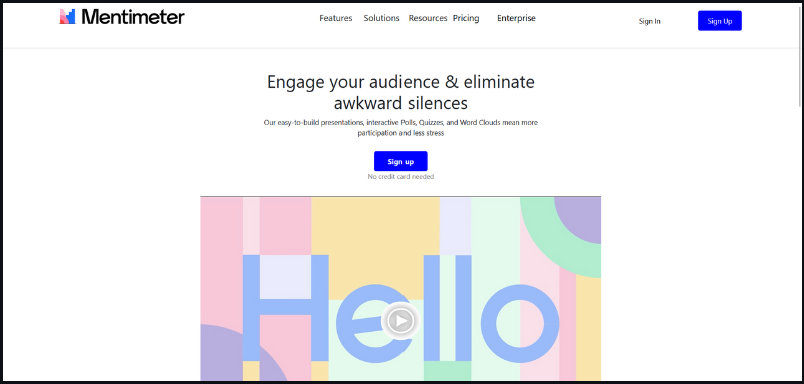 Mentimeter
Features Solutions Resources Pricing Enterprise
Sign In
Sign Up
Engage your audience & eliminate
awkward silences
Our easy-to-build presentations, interactive Polls, Quizzes, and Word Clouds mean more
participation and less stress
Sign up
No credit card needed
Hello